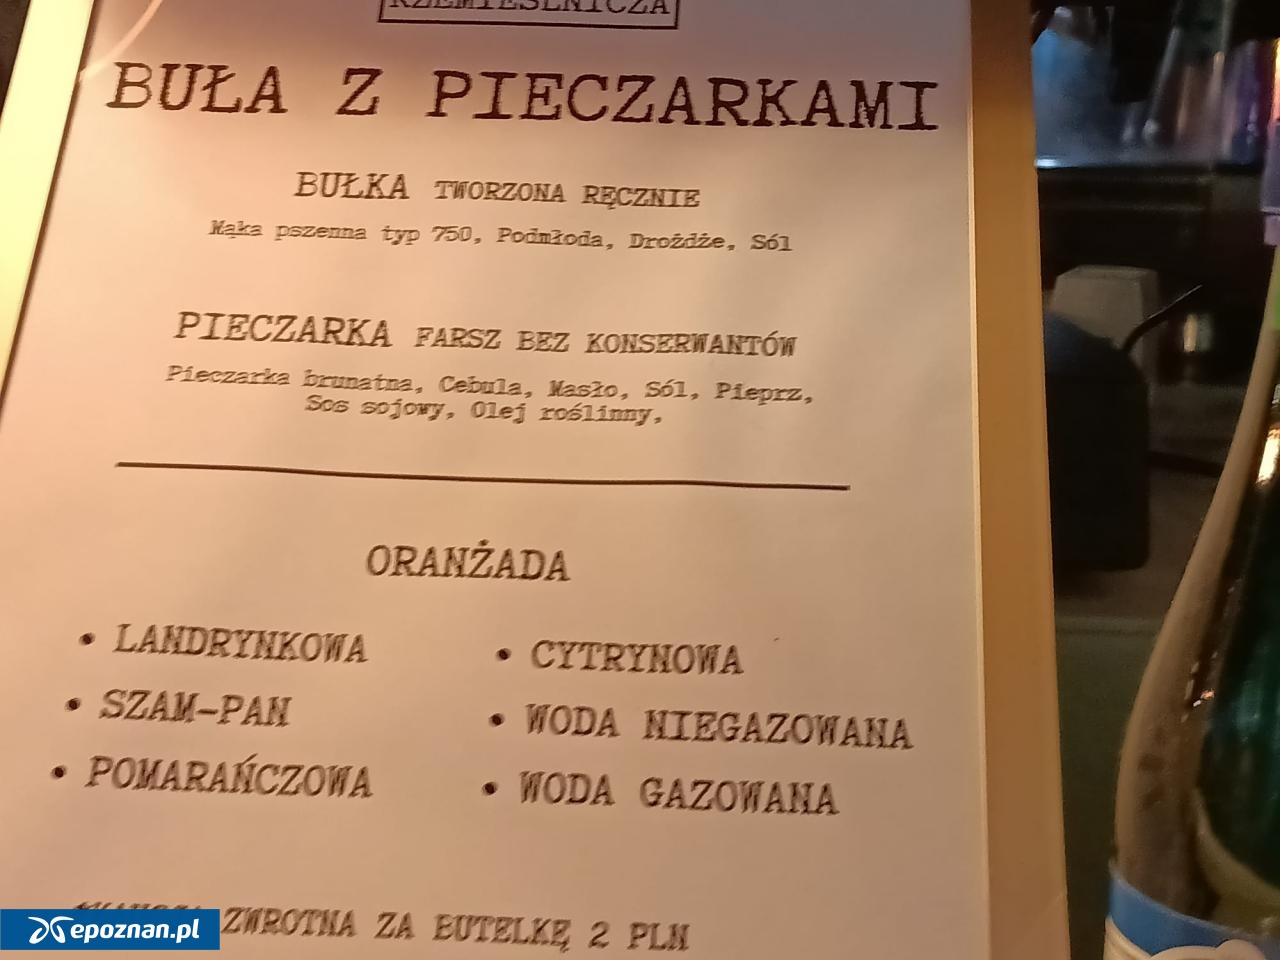 RZEMIEŚLNICZA
BUŁA Z PIECZARKAMI
BUŁKA TWORZONA RĘCZNIE
Mąka pszenna typ 750, Podmłoda, Drożdże, Sól
PIECZARKA FARSZ BEZ KONSERWANTÓW
Pieczarka brunatna, Cebula, Masło, Sól, Pieprz,
Sos sojowy, Olej roślinny,
ORANŻADA
• LANDRYNKOWA
• SZAM-PAN
• POMARAŃCZOWA
• CYTRYNOWA
• WODA NIEGAZOWANA
• WODA GAZOWANA
ZWROTNA ZA BUTELKĘ 2 PLN
epoznan.pl